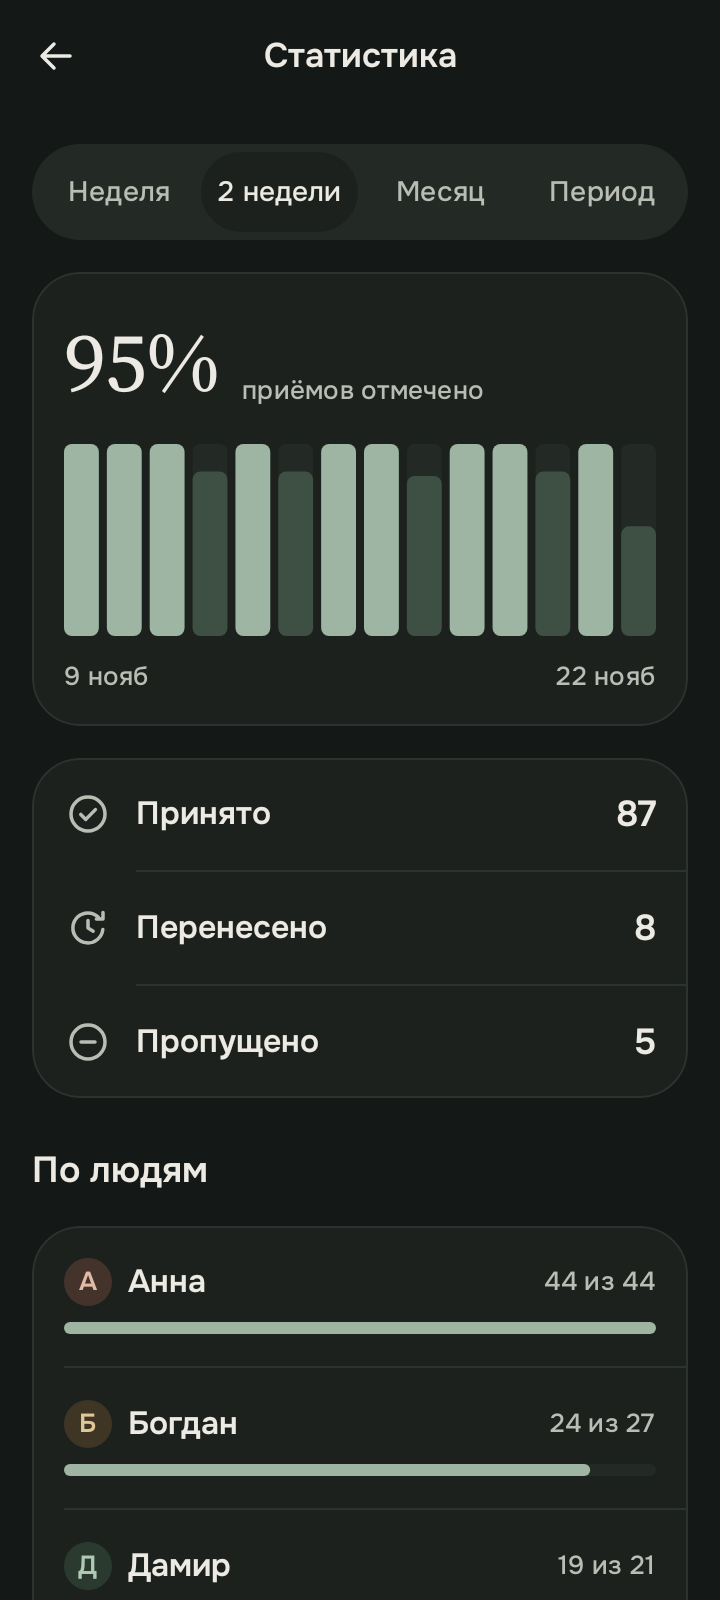 Статистика
Неделя 2 недели Месяц Период
95% приёмов отмечено
9 нояб 22 нояб
Принято 87
Перенесено 8
Пропущено 5
По людям
А Анна 44 из 44
Б Богдан 24 из 27
Д Дамир 19 из 21